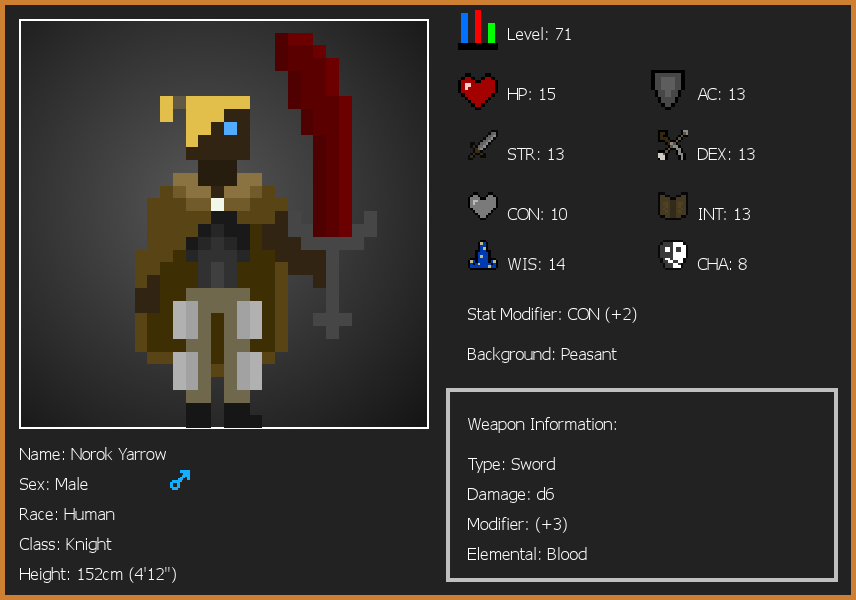 Level: 71
HP: 15
AC: 13
STR: 13
DEX: 13
CON: 10
INT: 13
WIS: 14
CHA: 8
Stat Modifier: CON (+2)
Background: Peasant
Weapon Information:
Type: Sword
Damage: d6
Modifier: (+3)
Elemental: Blood
Name: Norok Yarrow
Sex: Male
Race: Human
Class: Knight
Height: 152cm (4'12")